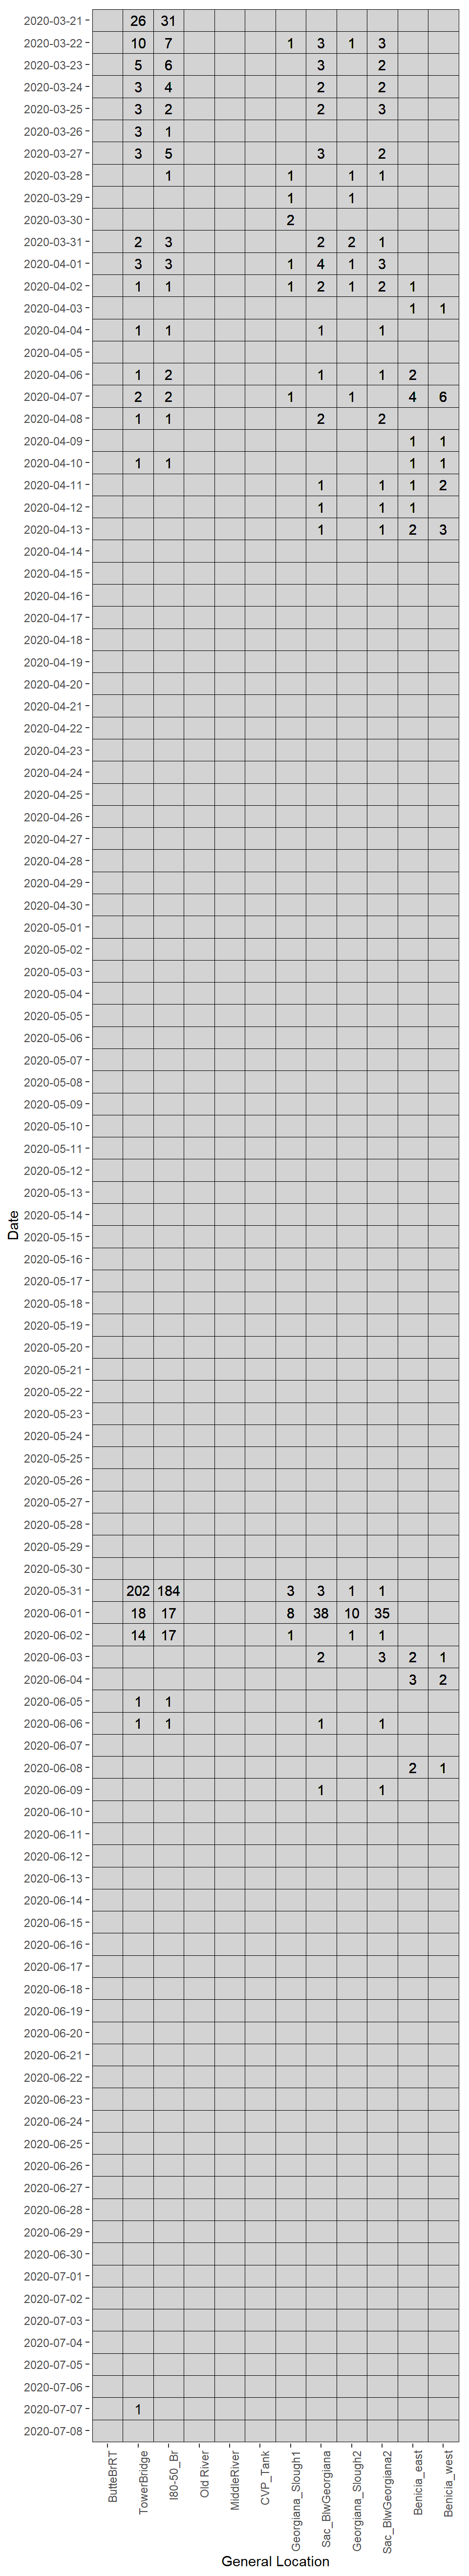 2020-03-21 26 31
2020-03-22 10 7 1 3 1 3
2020-03-23 5 6 3 2
2020-03-24 3 4 2 2
2020-03-25 3 2 2 3
2020-03-26 3 1
2020-03-27 3 5 3 2
2020-03-28 1 1 1 1
2020-03-29 1 1
2020-03-30 2
2020-03-31 2 3 2 2 1
2020-04-01 3 3 1 4 1 3
2020-04-02 1 1 1 2 1 2 1
2020-04-03 1 1
2020-04-04 1 1 1 1
2020-04-05
2020-04-06 1 2 1 1 2
2020-04-07 2 2 1 1 4 6
2020-04-08 1 1 2 2
2020-04-09 1 1
2020-04-10 1 1 1 1
2020-04-11 1 1 1 2
2020-04-12 1 1 1
2020-04-13 1 1 2 3
2020-04-14
2020-04-15
2020-04-16
2020-04-17
2020-04-18
2020-04-19
2020-04-20
2020-04-21
2020-04-22
2020-04-23
2020-04-24
2020-04-25
2020-04-26
2020-04-27
2020-04-28
2020-04-29
2020-04-30
2020-05-01
2020-05-02
2020-05-03
2020-05-04
2020-05-05
2020-05-06
2020-05-07
2020-05-08
2020-05-09
2020-05-10
2020-05-11
2020-05-12
2020-05-13
2020-05-14
2020-05-15
2020-05-16
2020-05-17
2020-05-18
2020-05-19
2020-05-20
2020-05-21
2020-05-22
2020-05-23
2020-05-24
2020-05-25
2020-05-26
2020-05-27
2020-05-28
2020-05-29
2020-05-30
2020-05-31 202 184 3 3 1 1
2020-06-01 18 17 8 38 10 35
2020-06-02 14 17 1 1 1
2020-06-03 2 3 2 1
2020-06-04 3 2
2020-06-05 1 1
2020-06-06 1 1 1 1
2020-06-07
2020-06-08 2 1
2020-06-09 1 1
2020-06-10
2020-06-11
2020-06-12
2020-06-13
2020-06-14
2020-06-15
2020-06-16
2020-06-17
2020-06-18
2020-06-19
2020-06-20
2020-06-21
2020-06-22
2020-06-23
2020-06-24
2020-06-25
2020-06-26
2020-06-27
2020-06-28
2020-06-29
2020-06-30
2020-07-01
2020-07-02
2020-07-03
2020-07-04
2020-07-05
2020-07-06
2020-07-07 1
2020-07-08
Date
ButteBrRT
TowerBridge
I80-50_Br
Old River
MiddleRiver
CVP_Tank
Georgiana_Slough1
Sac_BlwGeorgiana
Georgiana_Slough2
Sac_BlwGeorgiana2
Benicia_east
Benicia_west
General Location